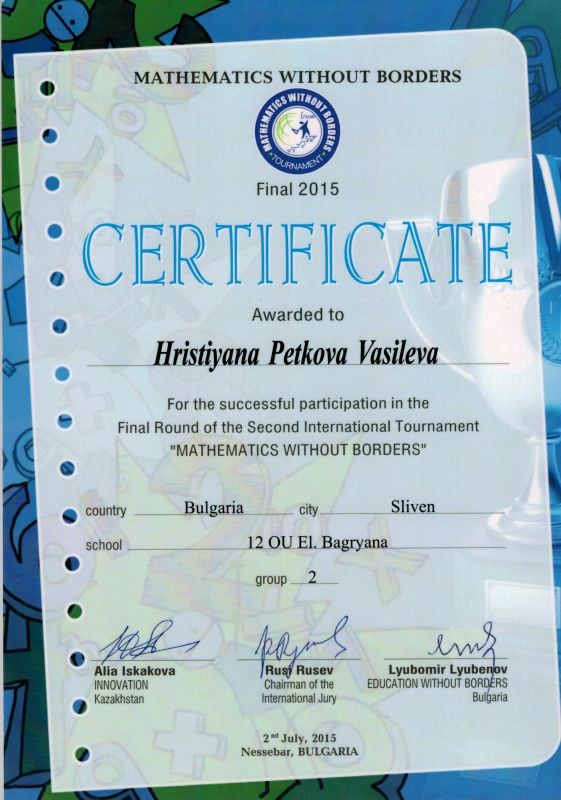 MATHEMATICS WITHOUT BORDERS
MATHEMATICS WITHOUT BORDERS
TOURNAMENT
Final 2015
CERTIFICATE
Awarded to
Hristiyana Petkova Vasileva
For the successful participation in the
Final Round of the Second International Tournament
"MATHEMATICS WITHOUT BORDERS"
country Bulgaria city Sliven
school 12 OU El. Bagryana
group 2
Alia Iskakova Rusi Rusev Lyubomir Lyubenov
INNOVATION Chairman of the EDUCATION WITHOUT BORDERS
Kazakhstan International Jury Bulgaria
2nd July, 2015
Nessebar, BULGARIA